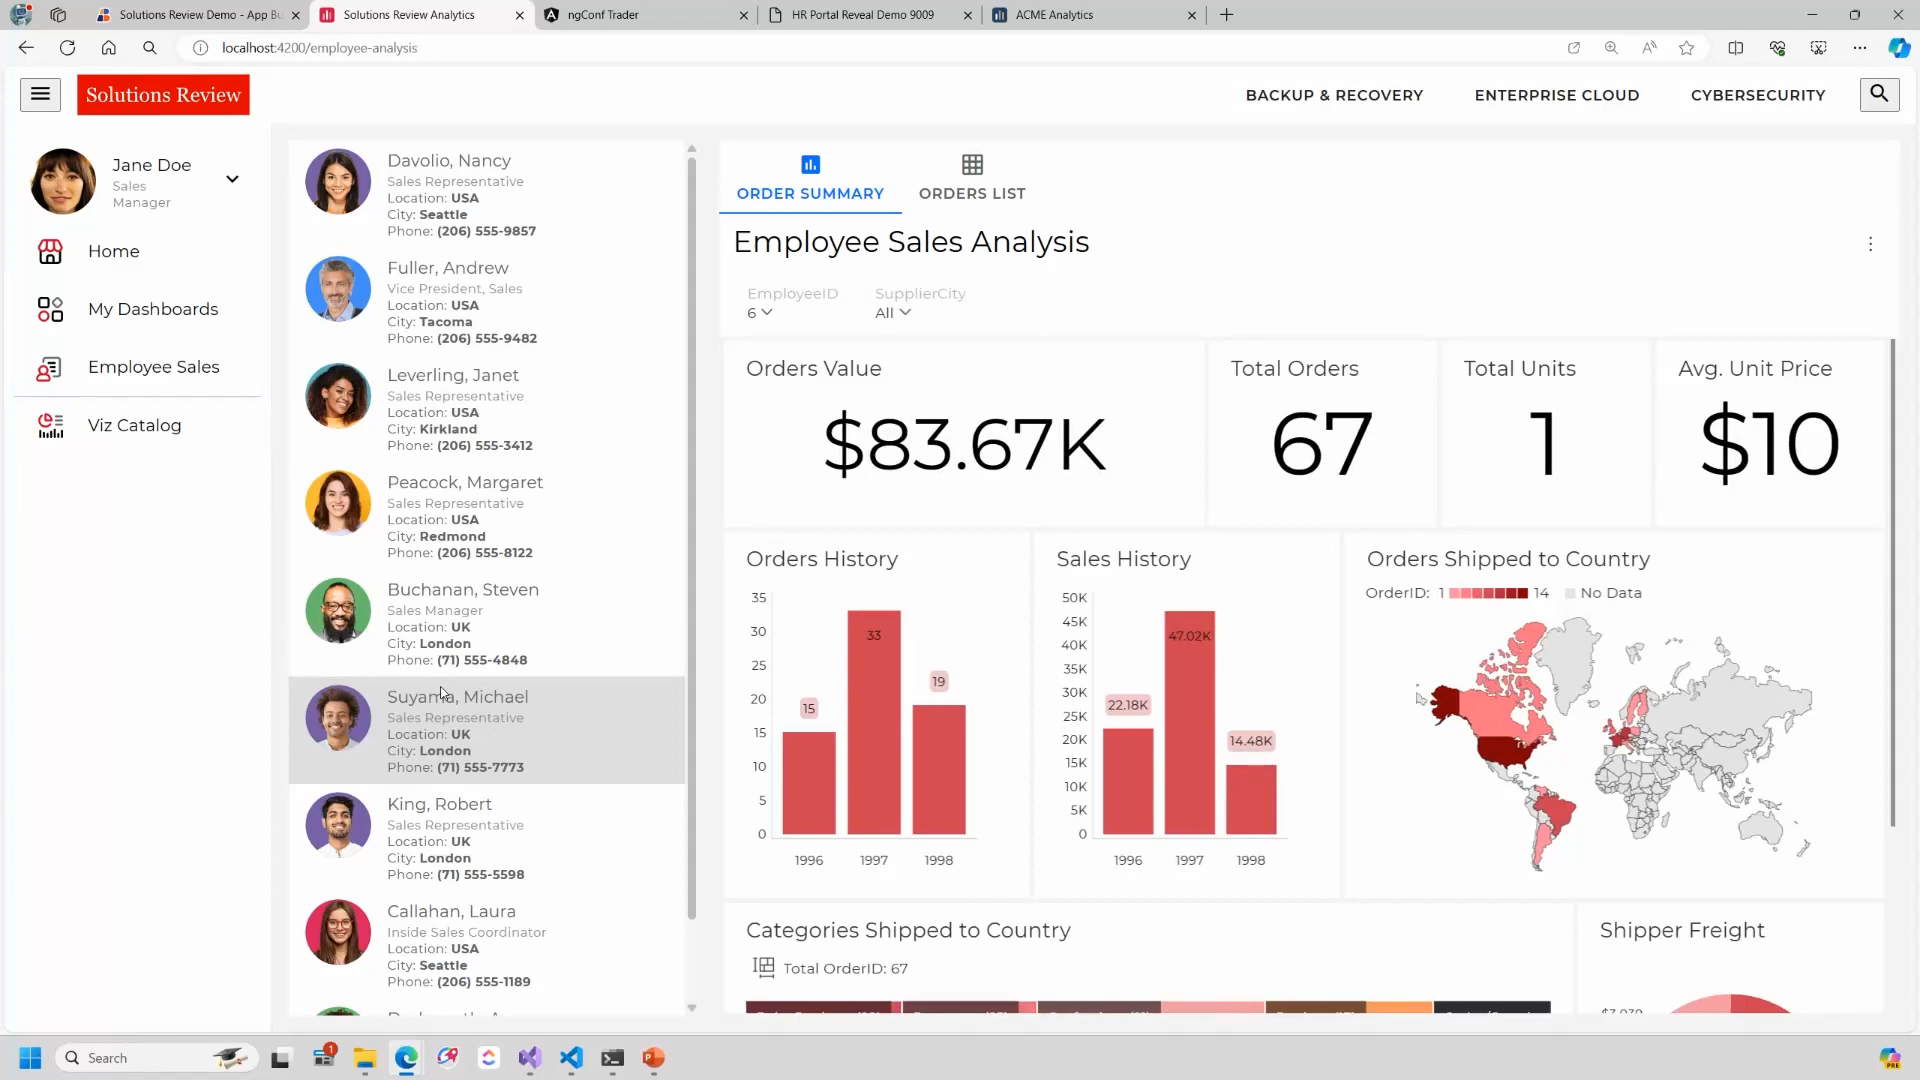 Solutions Review Demo - App Bu
Solutions Review Analytics
ngConf Trader
HR Portal Reveal Demo 9009
ACME Analytics
localhost:4200/employee-analysis
Solutions Review
BACKUP & RECOVERY
ENTERPRISE CLOUD
CYBERSECURITY
Jane Doe
Sales
Manager
Home
My Dashboards
Employee Sales
Viz Catalog
Davolio, Nancy
Sales Representative
Location: USA
City: Seattle
Phone: (206) 555-9857
Fuller, Andrew
Vice President, Sales
Location: USA
City: Tacoma
Phone: (206) 555-9482
Leverling, Janet
Sales Representative
Location: USA
City: Kirkland
Phone: (206) 555-3412
Peacock, Margaret
Sales Representative
Location: USA
City: Redmond
Phone: (206) 555-8122
Buchanan, Steven
Sales Manager
Location: UK
City: London
Phone: (71) 555-4848
Suyama, Michael
Sales Representative
Location: UK
City: London
Phone: (71) 555-7773
King, Robert
Sales Representative
Location: UK
City: London
Phone: (71) 555-5598
Callahan, Laura
Inside Sales Coordinator
Location: USA
City: Seattle
Phone: (206) 555-1189
ORDER SUMMARY
ORDERS LIST
Employee Sales Analysis
EmployeeID
6
SupplierCity
All
Orders Value
$83.67K
Total Orders
67
Total Units
1
Avg. Unit Price
$10
Orders History
35
30
25
20
15
10
5
0
15
33
19
1996
1997
1998
Sales History
50K
45K
40K
35K
30K
25K
20K
15K
10K
5K
0
22.18K
47.02K
14.48K
1996
1997
1998
Orders Shipped to Country
OrderID: 1
14
No Data
Categories Shipped to Country
Total OrderID: 67
Shipper Freight
Search
1
PRE